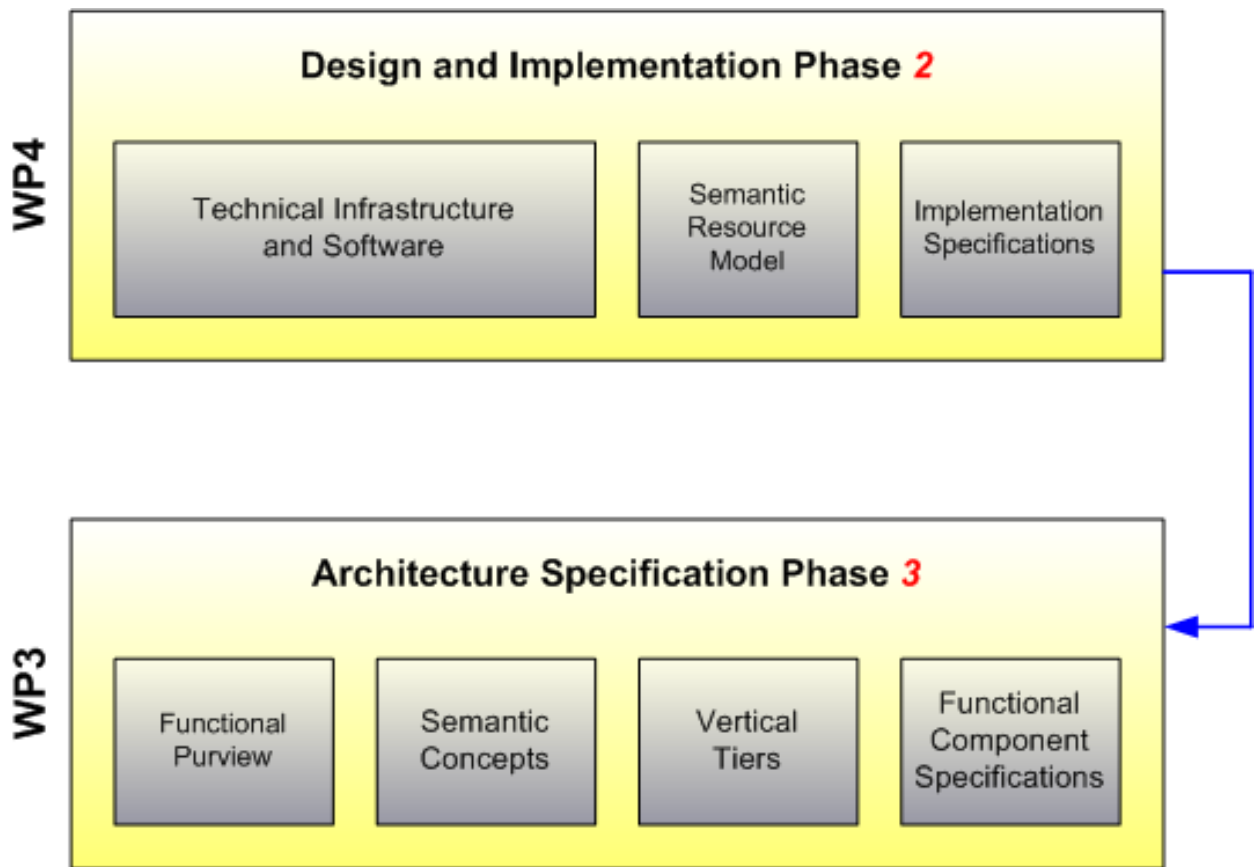 WP4
Design and Implementation Phase 2
Technical Infrastructure
and Software
Semantic
Resource
Model
Implementation
Specifications
WP3
Architecture Specification Phase 3
Functional
Purview
Semantic
Concepts
Vertical
Tiers
Functional
Component
Specifications